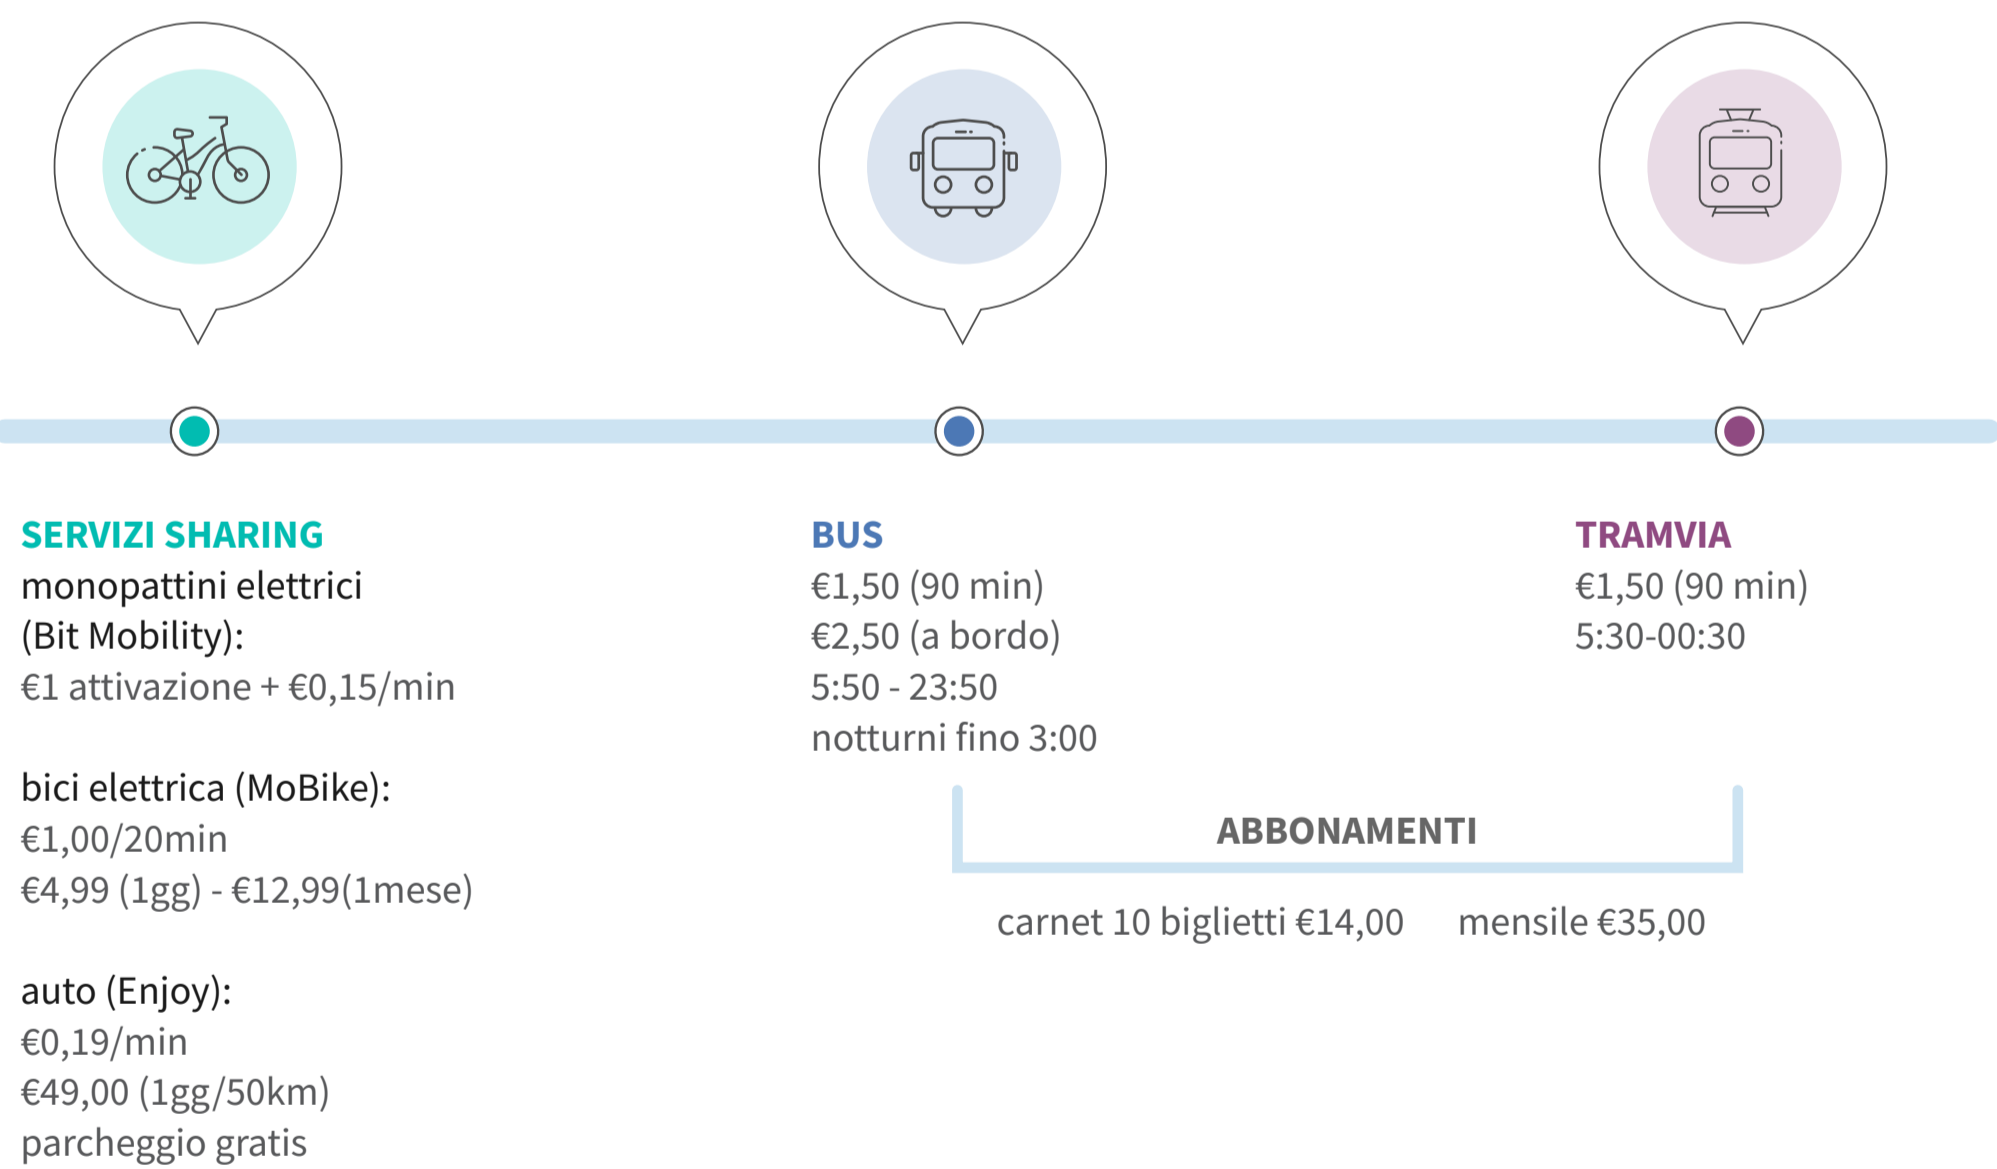 SERVIZI SHARING
monopattini elettrici
(Bit Mobility):
€1 attivazione + €0,15/min
bici elettrica (MoBike):
€1,00/20min
€4,99 (1gg) - €12,99(1mese)
auto (Enjoy):
€0,19/min
€49,00 (1gg/50km)
parcheggio gratis
BUS
€1,50 (90 min)
€2,50 (a bordo)
5:50 - 23:50
notturni fino 3:00
TRAMVIA
€1,50 (90 min)
5:30-00:30
ABBONAMENTI
carnet 10 biglietti €14,00
mensile €35,00